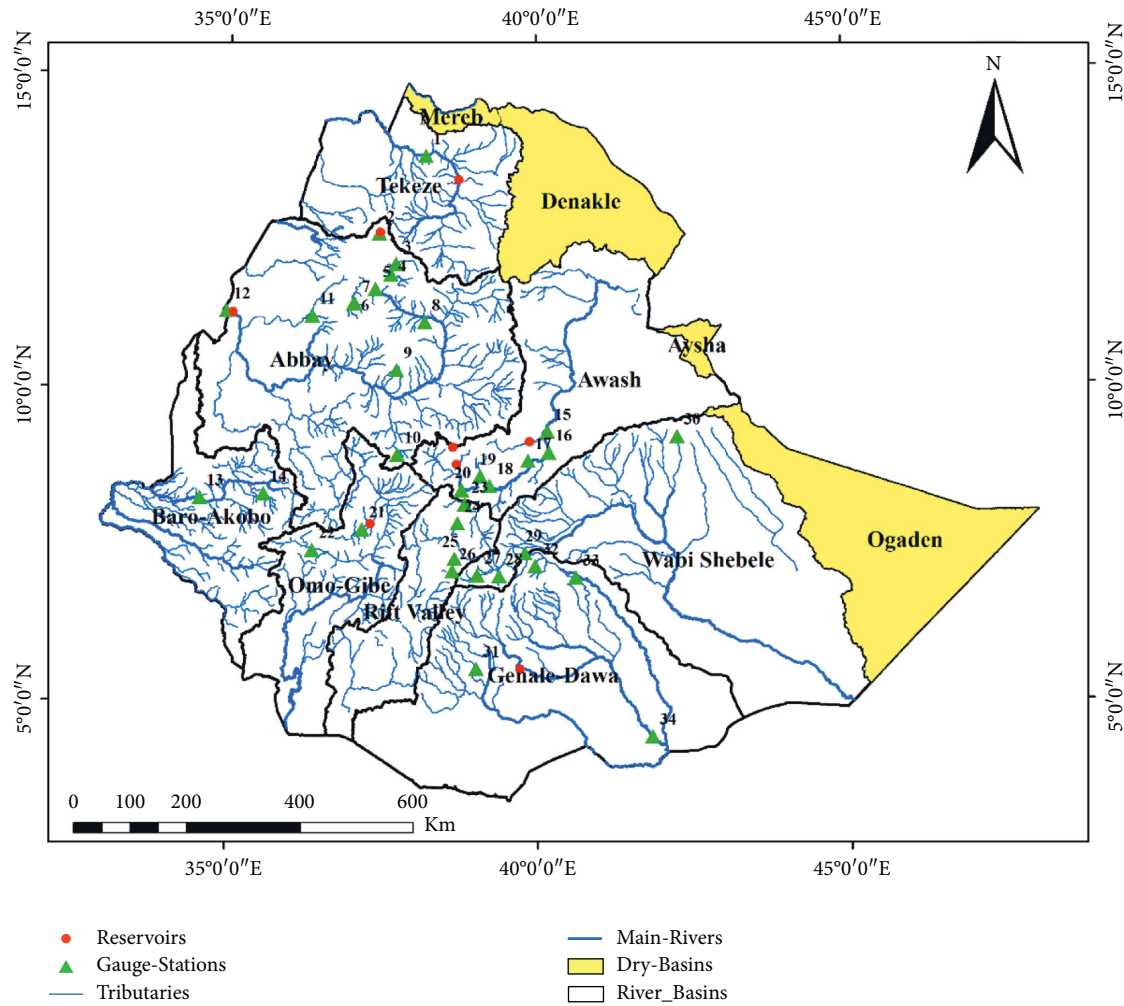 35°0′0″E
40°0′0″E
45°0′0″E
15°0′0″N
15°0′0″N
N
Mereb
1
Tekeze
Denakle
2
3
4
5
7
6
8
12
11
Aysha
Abbay
9
Awash
10°0′0″N
10°0′0″N
15
30
10
17
16
19
18
20
13
14
23
Baro-Akobo
24
21
Ogaden
22
25
29
Wabi Shebele
26
27
28
32
33
Omo-Gibe
Rift Valley
31
Genale-Dawa
5°0′0″N
5°0′0″N
34
0 100 200 400 600
Km
35°0′0″E
40°0′0″E
45°0′0″E
Reservoirs
Main-Rivers
Gauge-Stations
Dry-Basins
Tributaries
River_Basins